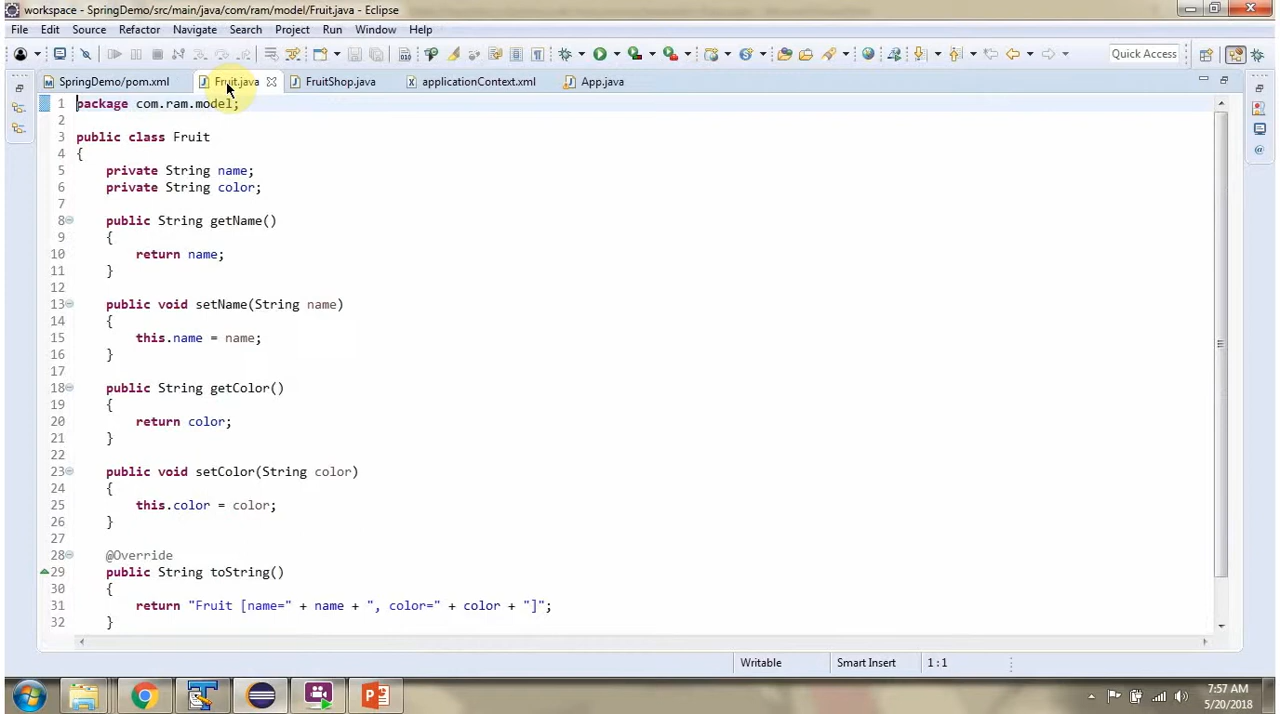 workspace - SpringDemo/src/main/java/com/ram/model/Fruit.java - Eclipse
File Edit Source Refactor Navigate Search Project Run Window Help
Quick Access
SpringDemo/pom.xml Fruit.java FruitShop.java applicationContext.xml App.java
1 package com.ram.model;
2
3 public class Fruit
4 {
5 private String name;
6 private String color;
7
8 public String getName()
9 {
10 return name;
11 }
12
13 public void setName(String name)
14 {
15 this.name = name;
16 }
17
18 public String getColor()
19 {
20 return color;
21 }
22
23 public void setColor(String color)
24 {
25 this.color = color;
26 }
27
28 @Override
29 public String toString()
30 {
31 return "Fruit [name=" + name + ", color=" + color + "]";
32 }
Writable Smart Insert 1 : 1
7:57 AM
5/20/2018